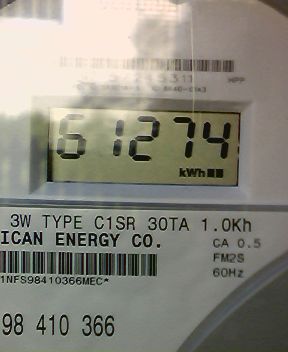 61274
kWh
3W TYPE C1SR 30TA 1.0Kh
ICAN ENERGY CO.
CA 0.5
FM2S
60Hz
1NFS98410366MEC*
98 410 366